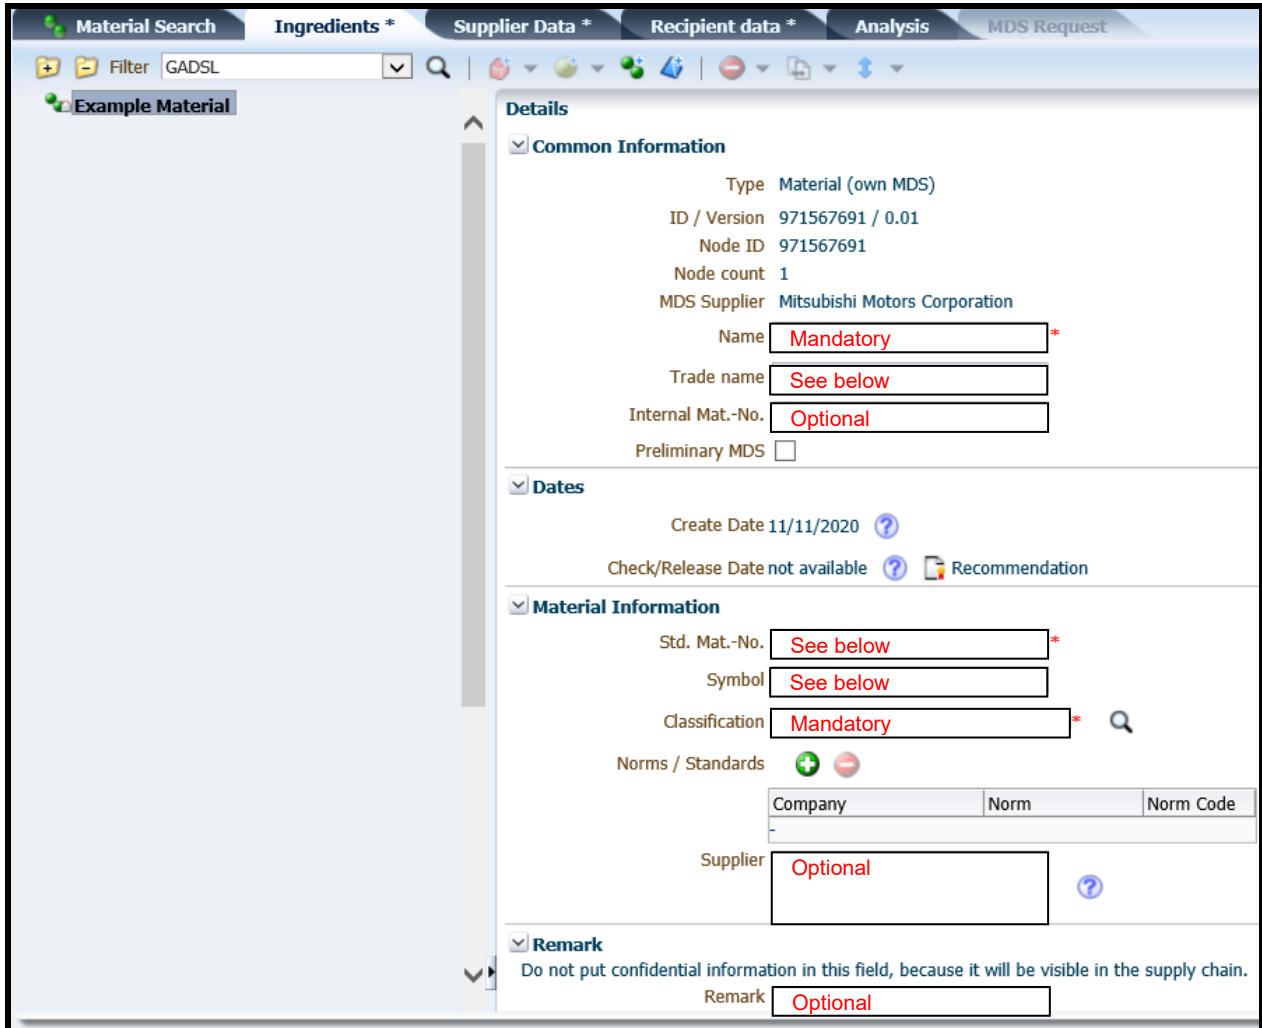 Material Search Ingredients * Supplier Data * Recipient data * Analysis MDS Request
Filter GADSL
Example Material
Details
Common Information
Type Material (own MDS)
ID / Version 971567691 / 0.01
Node ID 971567691
Node count 1
MDS Supplier Mitsubishi Motors Corporation
Name Mandatory *
Trade name See below
Internal Mat.-No. Optional
Preliminary MDS
Dates
Create Date 11/11/2020 ?
Check/Release Date not available ? Recommendation
Material Information
Std. Mat.-No. See below *
Symbol See below
Classification Mandatory *
Norms / Standards
Company Norm Norm Code
-
Supplier Optional ?
Remark
Do not put confidential information in this field, because it will be visible in the supply chain.
Remark Optional